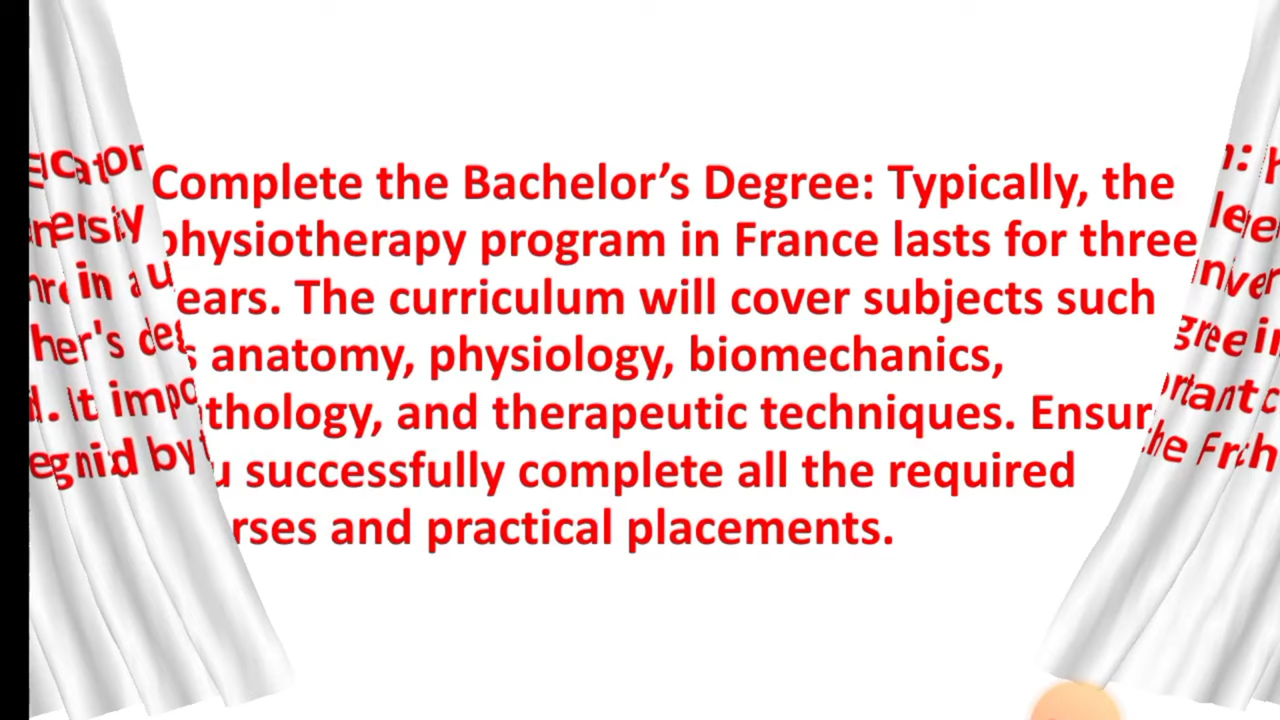 Complete the Bachelor's Degree: Typically, the
physiotherapy program in France lasts for three
ears. The curriculum will cover subjects such
s anatomy, physiology, biomechanics,
thology, and therapeutic techniques. Ensur
u successfully complete all the required
rses and practical placements.